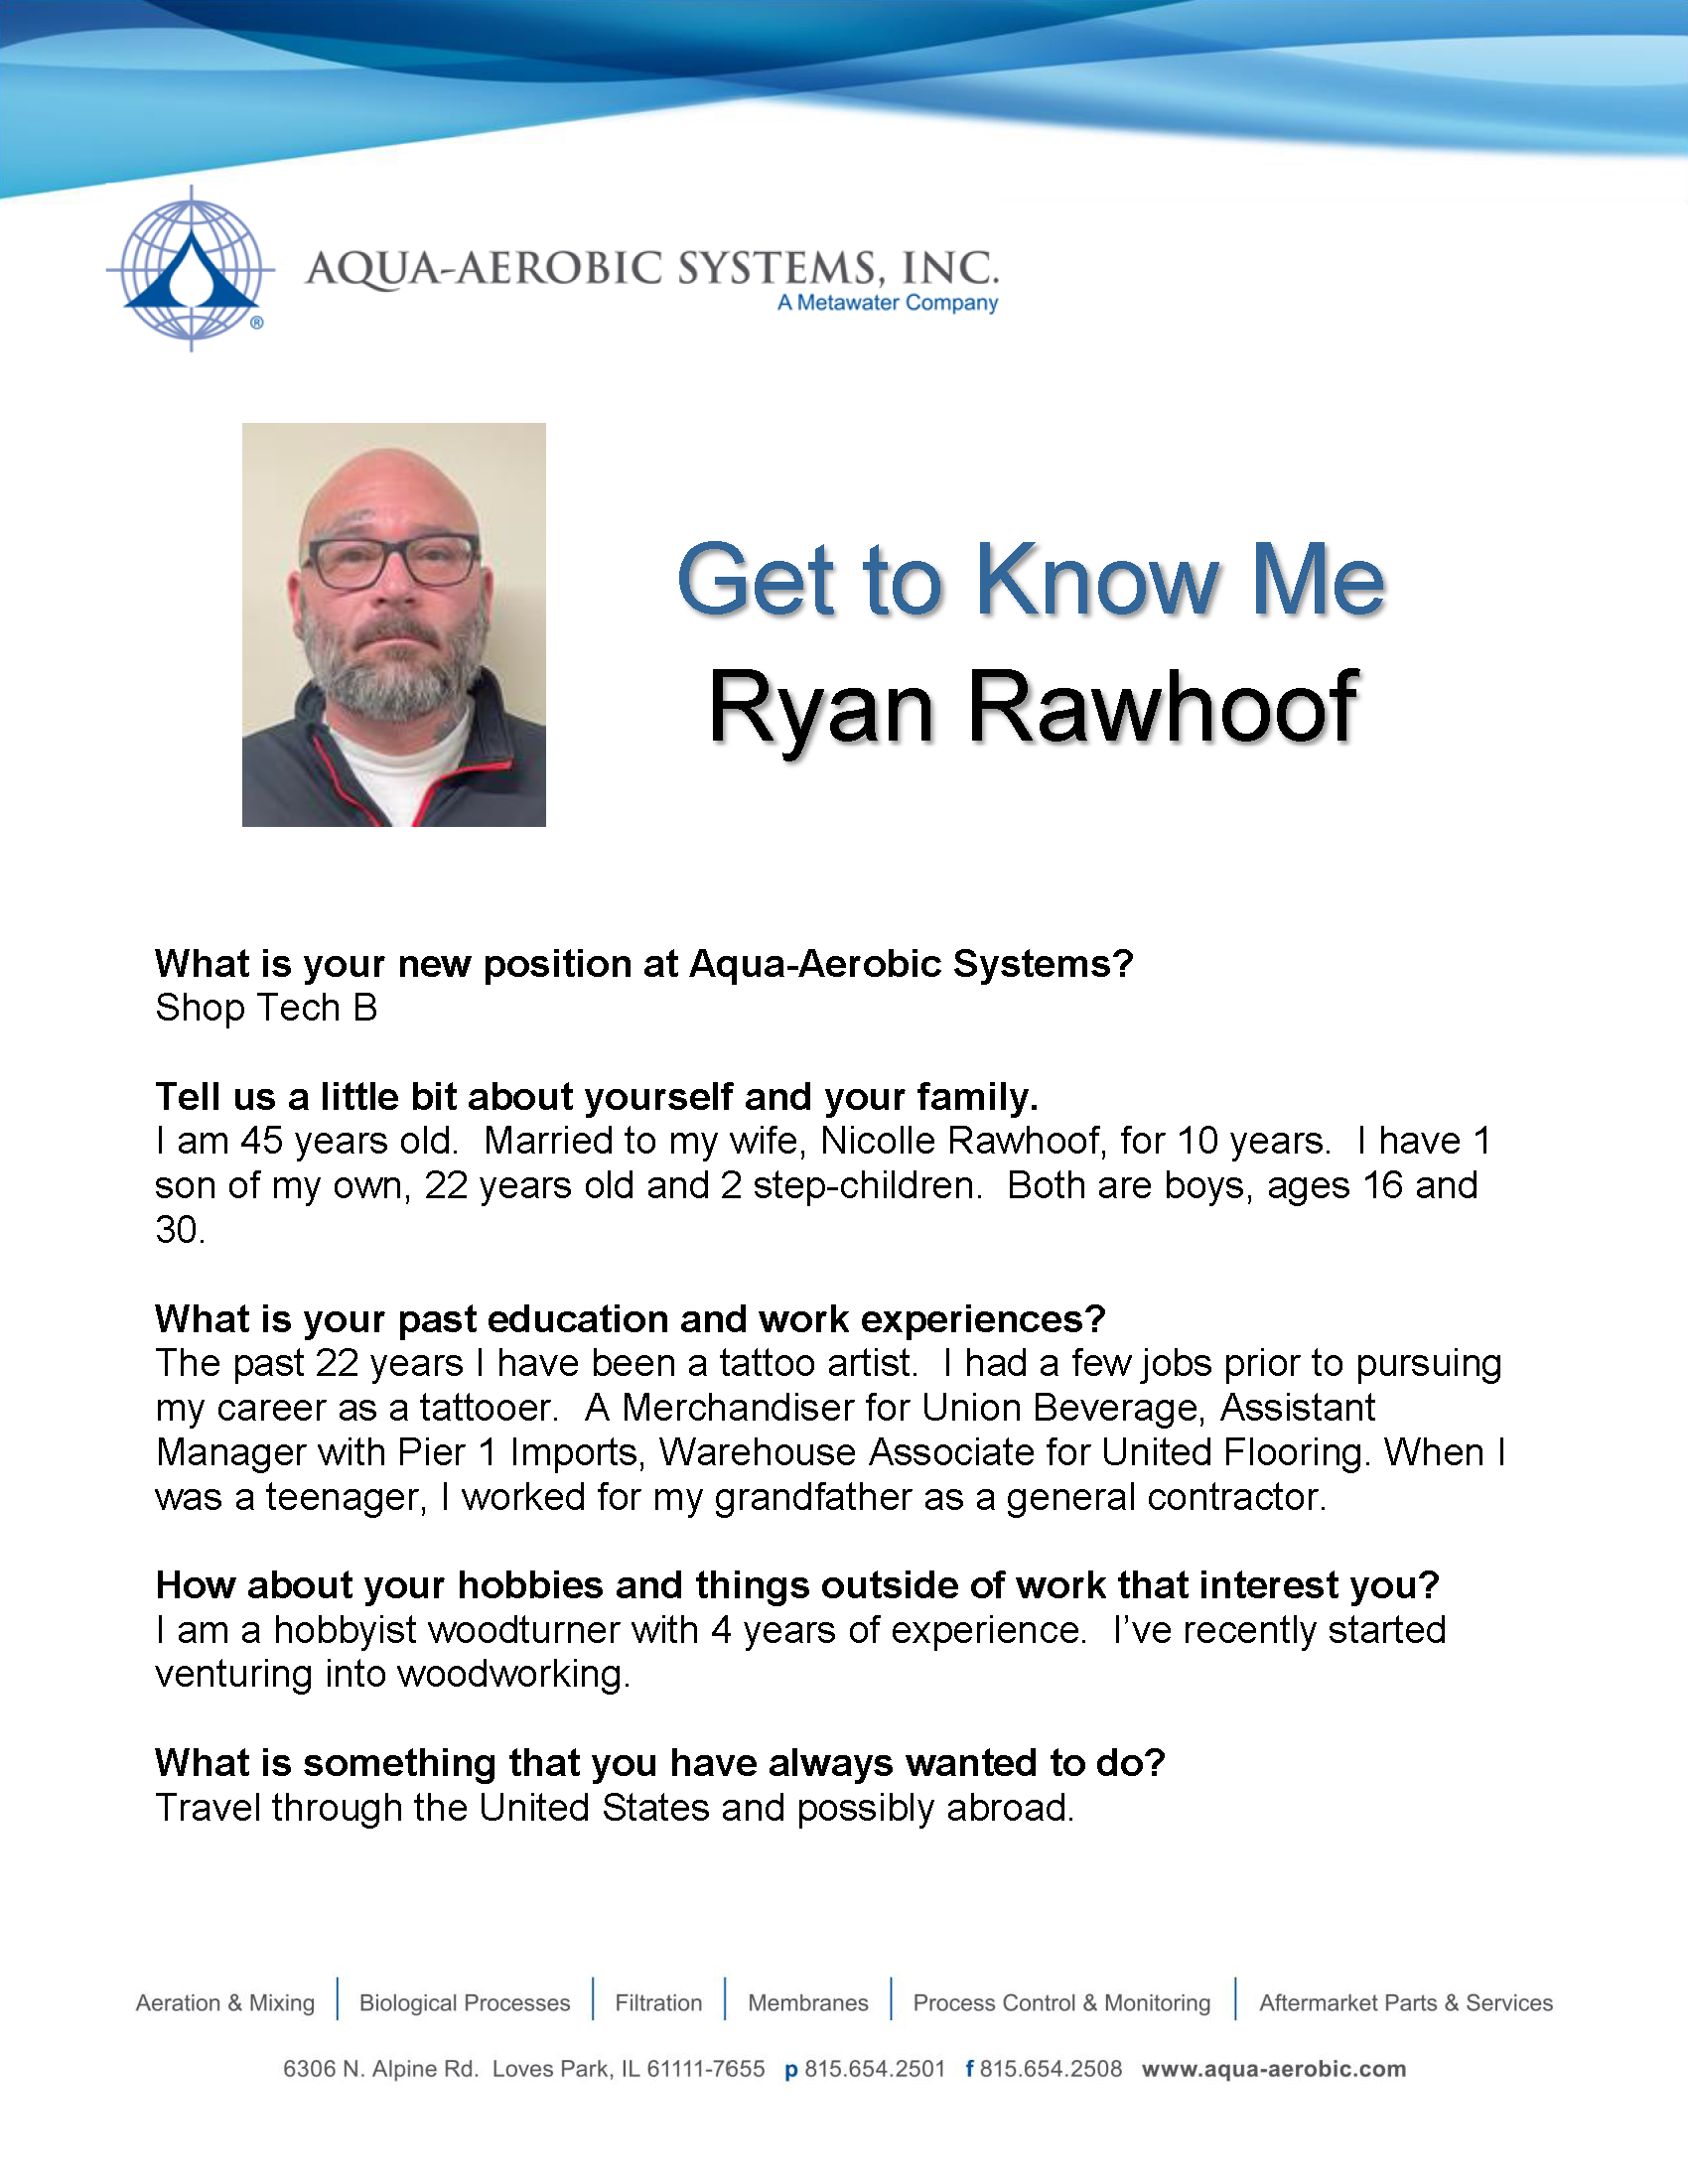 AQUA-AEROBIC SYSTEMS, INC.
A Metawater Company
®
Get to Know Me
Ryan Rawhoof
What is your new position at Aqua-Aerobic Systems?
Shop Tech B
Tell us a little bit about yourself and your family.
I am 45 years old.  Married to my wife, Nicolle Rawhoof, for 10 years.  I have 1
son of my own, 22 years old and 2 step-children.  Both are boys, ages 16 and
30.
What is your past education and work experiences?
The past 22 years I have been a tattoo artist.  I had a few jobs prior to pursuing
my career as a tattooer.  A Merchandiser for Union Beverage, Assistant
Manager with Pier 1 Imports, Warehouse Associate for United Flooring. When I
was a teenager, I worked for my grandfather as a general contractor.
How about your hobbies and things outside of work that interest you?
I am a hobbyist woodturner with 4 years of experience.  I’ve recently started
venturing into woodworking.
What is something that you have always wanted to do?
Travel through the United States and possibly abroad.
Aeration & Mixing | Biological Processes | Filtration | Membranes | Process Control & Monitoring | Aftermarket Parts & Services
6306 N. Alpine Rd.  Loves Park, IL 61111-7655  p 815.654.2501  f 815.654.2508  www.aqua-aerobic.com